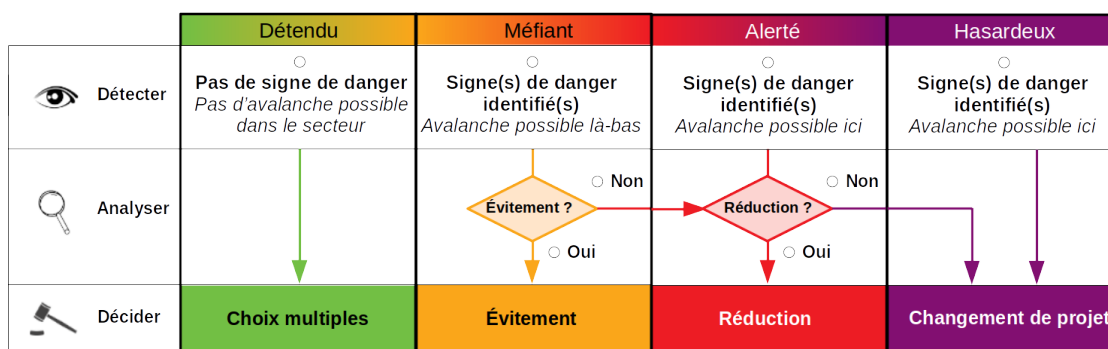 Détendu
Méfiant
Alerté
Hasardeux
Détecter
Pas de signe de danger
Pas d'avalanche possible
dans le secteur
Signe(s) de danger
identifié(s)
Avalanche possible là-bas
Signe(s) de danger
identifié(s)
Avalanche possible ici
Signe(s) de danger
identifié(s)
Avalanche possible ici
Analyser
Évitement ?
Non
Oui
Réduction ?
Non
Oui
Décider
Choix multiples
Évitement
Réduction
Changement de projet